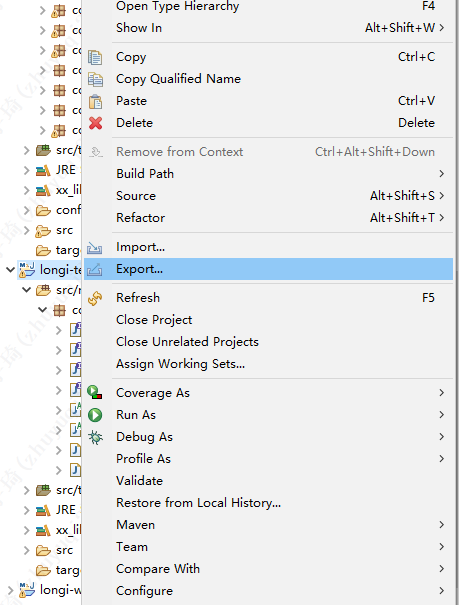 Open Type Hierarchy F4
co Show In Alt+Shift+W >
co
co Copy Ctrl+C
co Copy Qualified Name
co Paste Ctrl+V
co Delete Delete
src/t Remove from Context Ctrl+Alt+Shift+Down
JRE Build Path >
xx_lil Source Alt+Shift+S >
conf Refactor Alt+Shift+T >
src Import...
targe
longi-te Export...
src/r Refresh F5
co Close Project
Close Unrelated Projects
Assign Working Sets...
Coverage As >
Run As >
Debug As >
Profile As >
Validate
src/t
Restore from Local History...
JRE
xx_lil Maven >
src Team >
targe Compare With >
longi-w Configure >